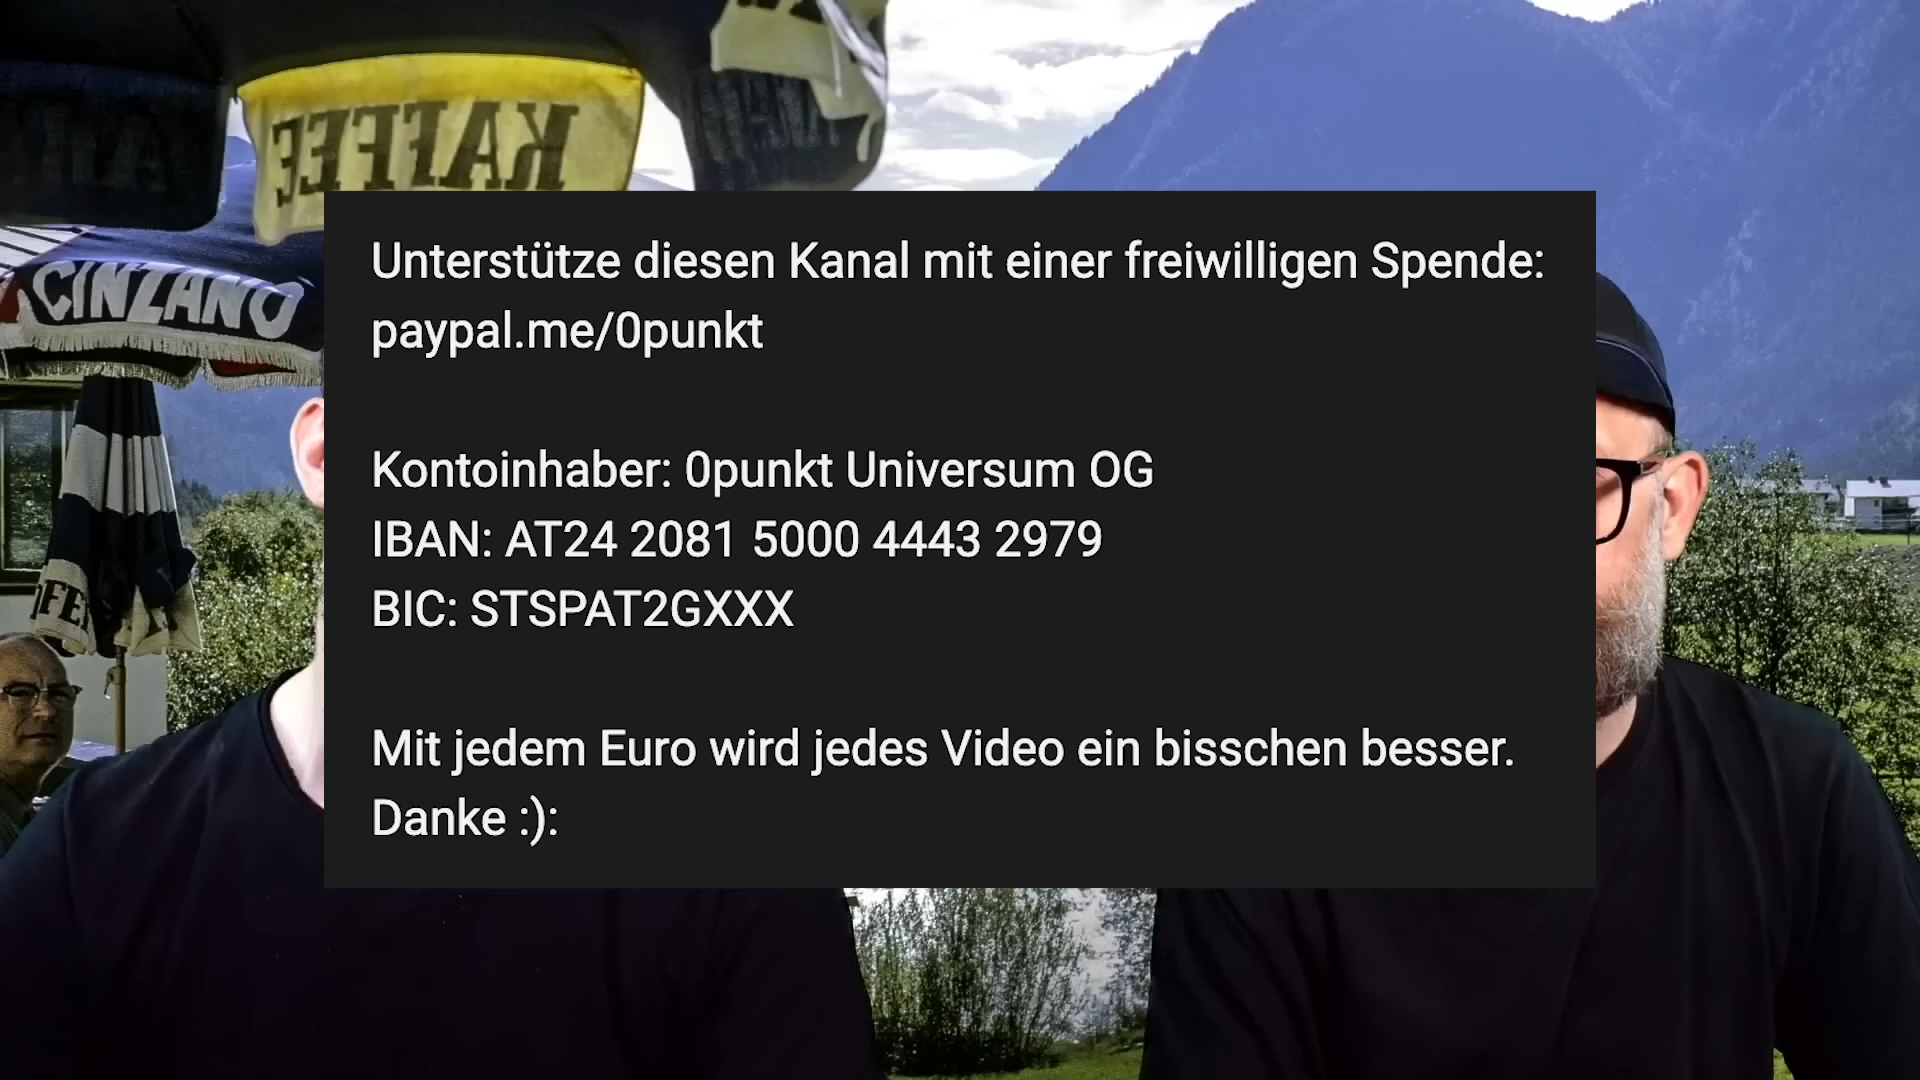 KAFFEE
CINZANO
Unterstütze diesen Kanal mit einer freiwilligen Spende:
paypal.me/0punkt
Kontoinhaber: 0punkt Universum OG
IBAN: AT24 2081 5000 4443 2979
BIC: STSPAT2GXXX
Mit jedem Euro wird jedes Video ein bisschen besser.
Danke :):